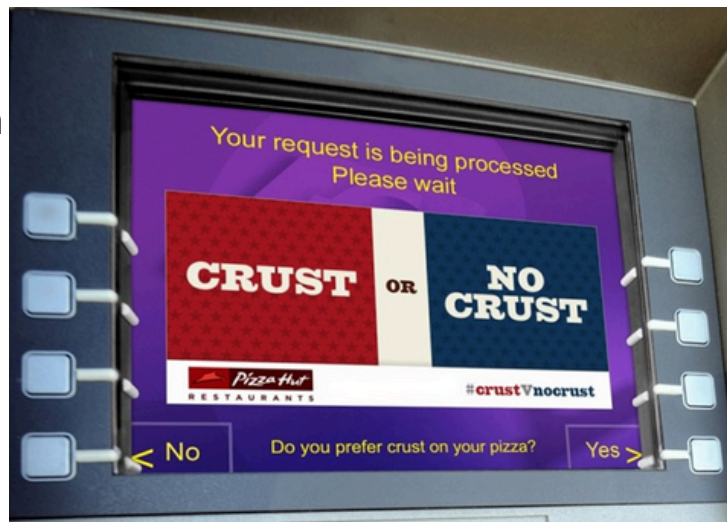 Your request is being processed
Please wait
CRUST
OR
NO
CRUST
Pizza Hut
RESTAURANTS
#crustVnocrust
< No
Do you prefer crust on your pizza?
Yes >